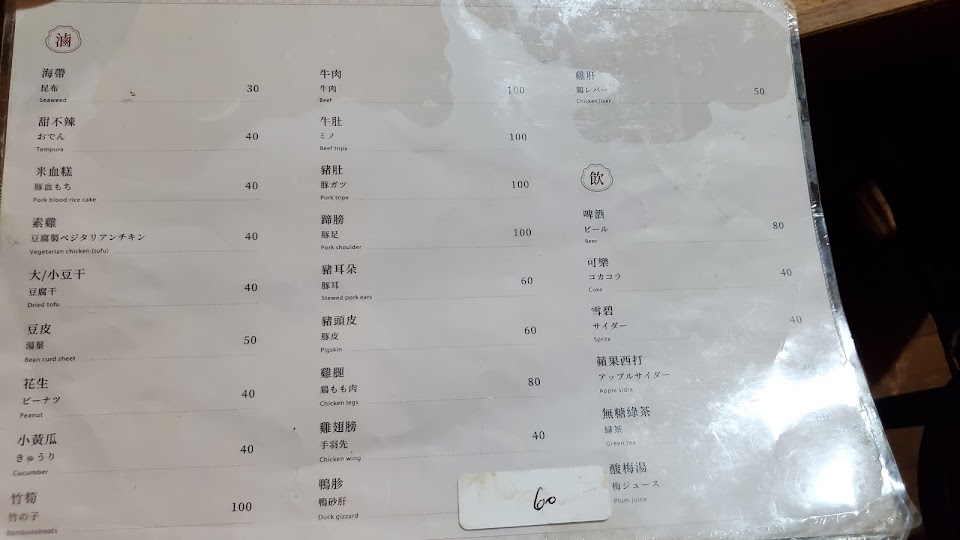 滷
海帶
昆布 30
Seaweed
甜不辣
おでん 40
Tempura
米血糕
豚血もち 40
Pork blood rice cake
素雞
豆腐製ベジタリアンチキン 40
Vegetarian chicken (tofu)
大/小豆干
豆腐干 40
Dried tofu
豆皮
湯葉 50
Bean curd sheet
花生
ピーナツ 40
Peanut
小黃瓜
きゅうり 40
Cucumber
竹筍
竹の子 100
Bambooshoots
牛肉
牛肉 100
Beef
牛肚
ミノ 100
Beef tripe
豬肚
豚ガツ 100
Pork tripe
蹄膀
豚足 100
Pork shoulder
豬耳朵
豚耳 60
Stewed pork ears
豬頭皮
豚皮 60
Pigskin
雞腿
鶏もも肉 80
Chicken legs
雞翅膀
手羽先 40
Chicken wing
鴨胗
鴨砂肝 60
Duck gizzard
雞肝
鶏レバー 50
Chicken liver
飲
啤酒
ビール 80
Beer
可樂
コカコラ 40
Coke
雪碧
サイダー 40
Sprite
蘋果西打
アップルサイダー 40
Apple sidra
無糖綠茶
緑茶
Green tea
酸梅湯
梅ジュース
Plum juice